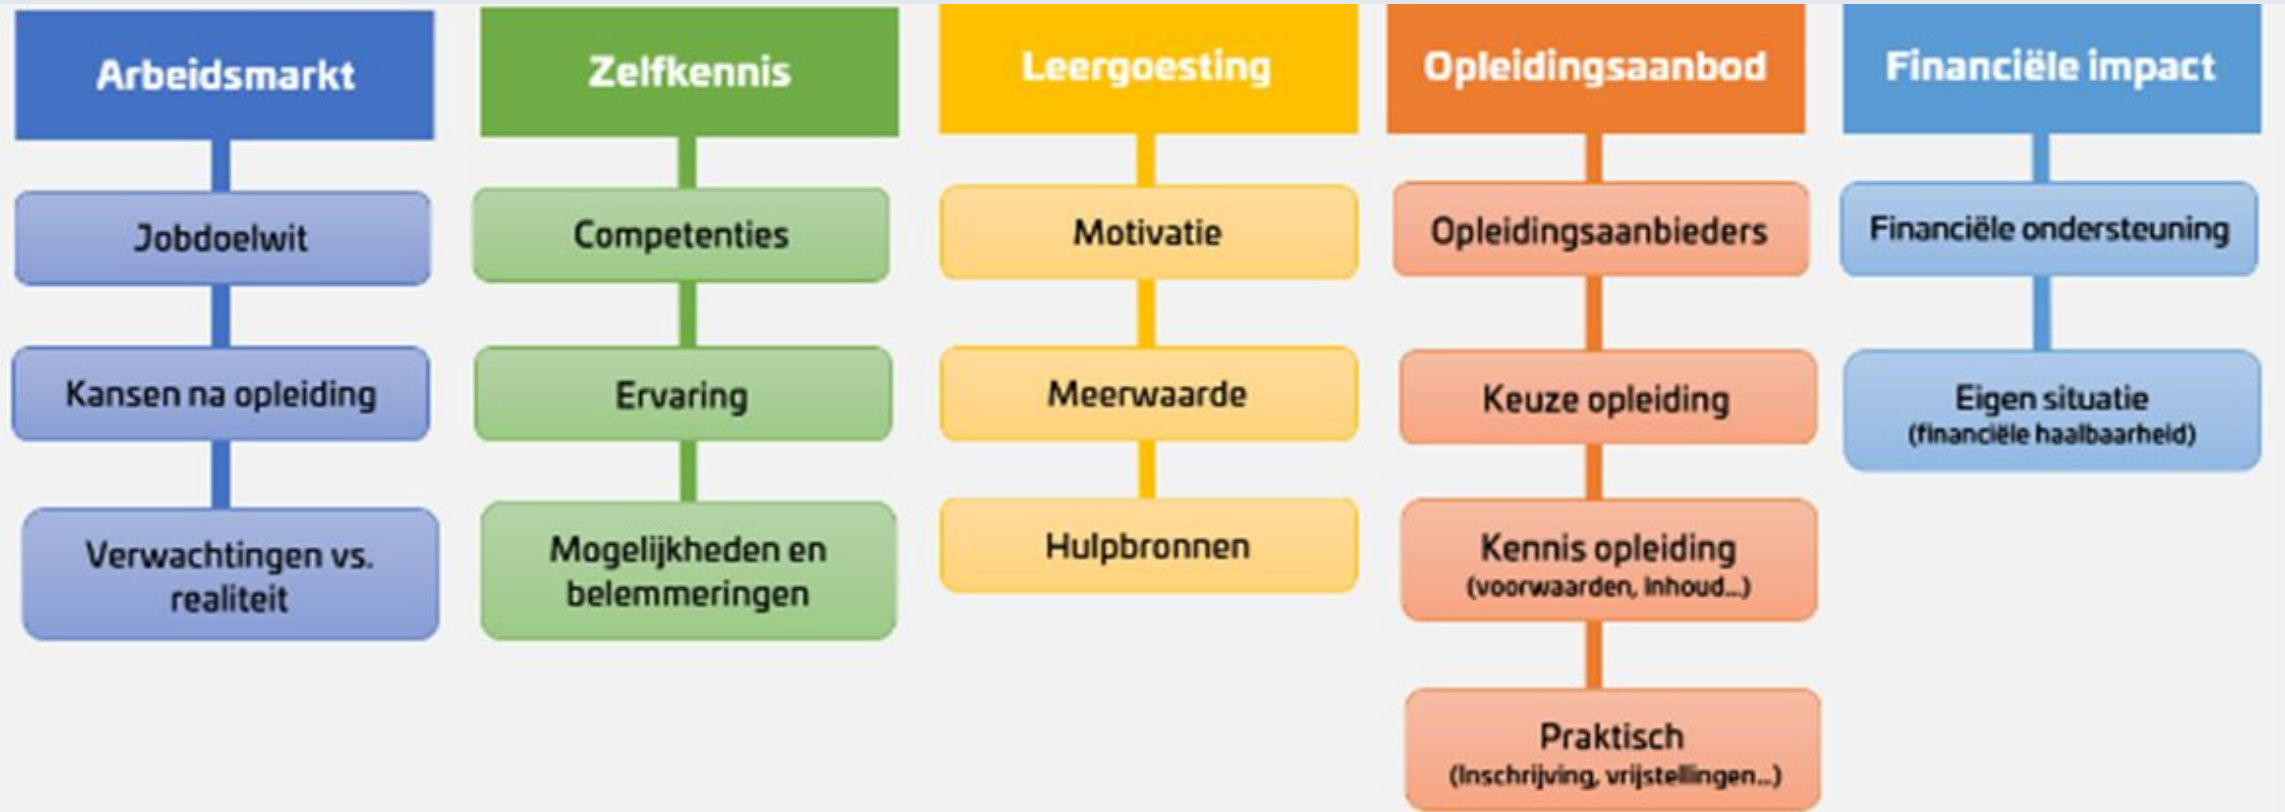 Arbeidsmarkt
Jobdoelwit
Kansen na opleiding
Verwachtingen vs.
realiteit
Zelfkennis
Competenties
Ervaring
Mogelijkheden en
belemmeringen
Leergoesting
Motivatie
Meerwaarde
Hulpbronnen
Opleidingsaanbod
Opleidingsaanbieders
Keuze opleiding
Kennis opleiding
(voorwaarden, inhoud...)
Praktisch
(inschrijving, vrijstellingen...)
Financiële impact
Financiële ondersteuning
Eigen situatie
(financiële haalbaarheid)